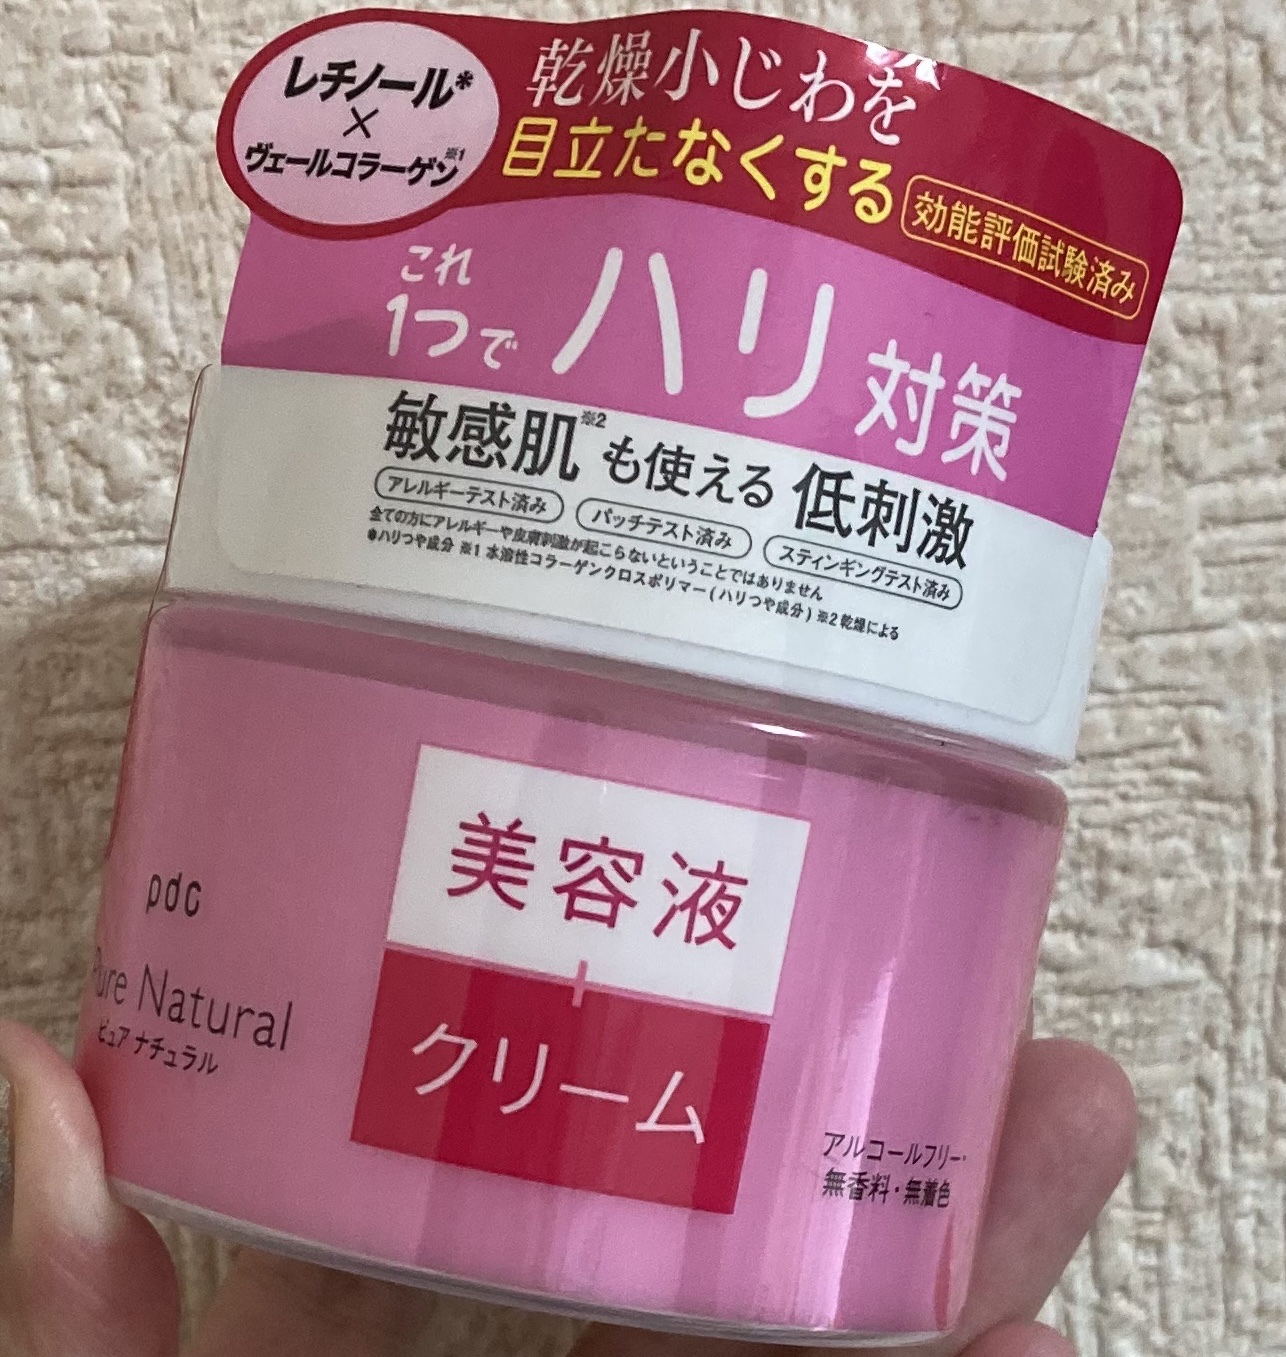 レチノール*
×
ヴェールコラーゲン※1
乾燥小じわを
目立たなくする
効能評価試験済み
これ
1つで
ハリ対策
敏感肌※2も使える低刺激
アレルギーテスト済み
パッチテスト済み
スティンギングテスト済み
全ての方にアレルギーや皮膚刺激が起こらないということではありません
*ハリつや成分 ※1 水溶性コラーゲンクロスポリマー(ハリつや成分) ※2 乾燥による
美容液
+
クリーム
pdc
Pure Natural
ピュア ナチュラル
アルコールフリー・
無香料・無着色